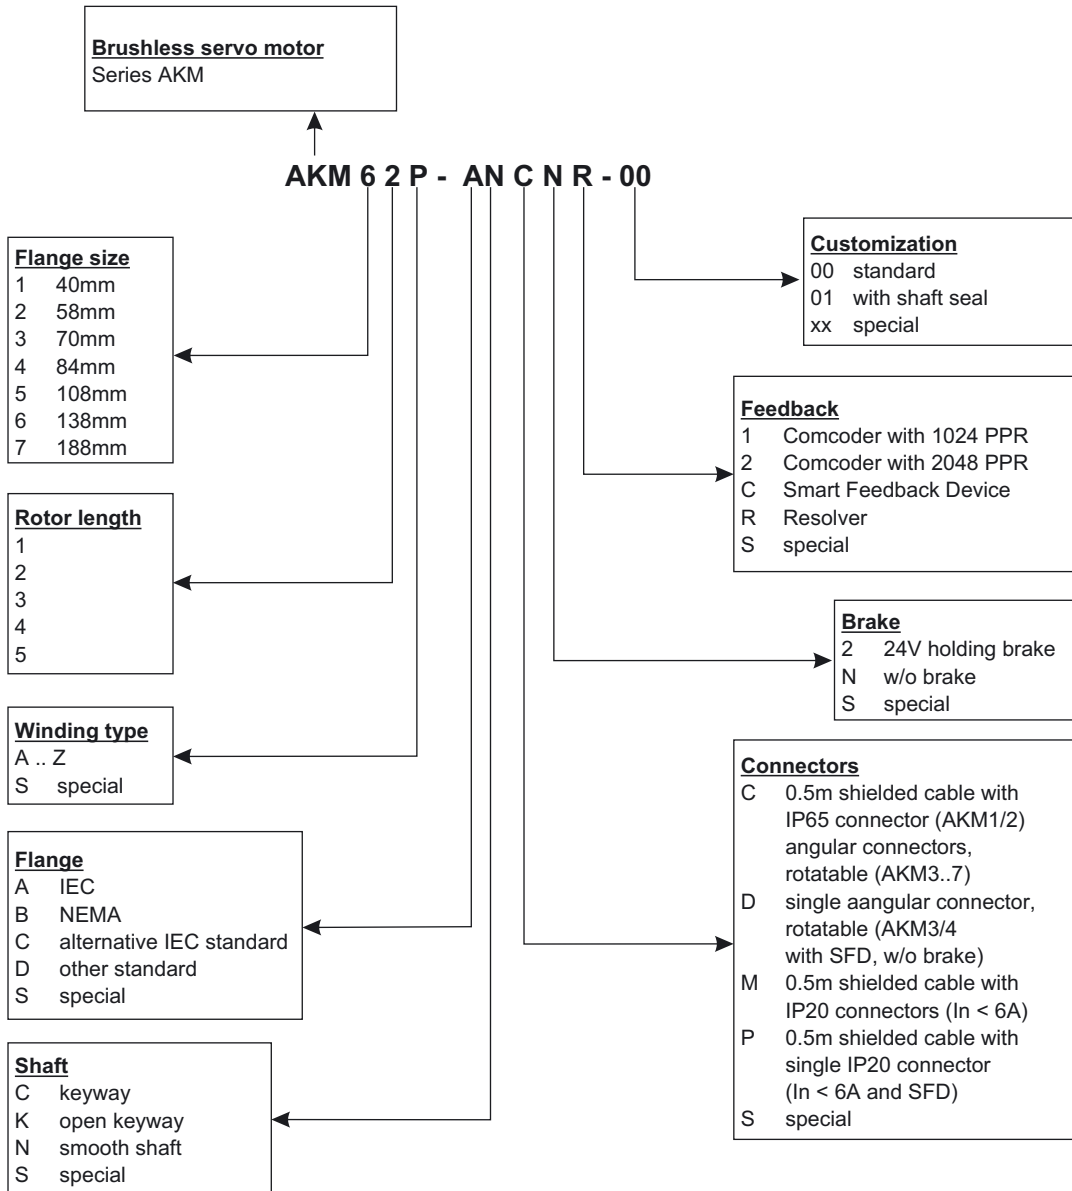 Brushless servo motor
Series AKM
AKM 6 2 P - AN C N R - 00
Flange size
1 40mm
2 58mm
3 70mm
4 84mm
5 108mm
6 138mm
7 188mm
Rotor length
1
2
3
4
5
Winding type
A .. Z
S special
Flange
A IEC
B NEMA
C alternative IEC standard
D other standard
S special
Shaft
C keyway
K open keyway
N smooth shaft
S special
Customization
00 standard
01 with shaft seal
xx special
Feedback
1 Comcoder with 1024 PPR
2 Comcoder with 2048 PPR
C Smart Feedback Device
R Resolver
S special
Brake
2 24V holding brake
N w/o brake
S special
Connectors
C 0.5m shielded cable with
IP65 connector (AKM1/2)
angular connectors,
rotatable (AKM3..7)
D single aangular connector,
rotatable (AKM3/4
with SFD, w/o brake)
M 0.5m shielded cable with
IP20 connectors (In < 6A)
P 0.5m shielded cable with
single IP20 connector
(In < 6A and SFD)
S special